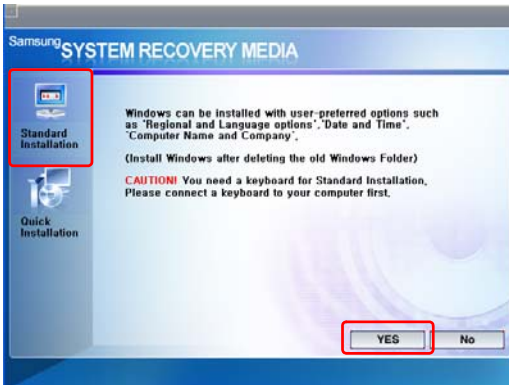 Samsung SYSTEM RECOVERY MEDIA
Standard
Installation
Quick
Installation
Windows can be installed with user-preferred options such
as 'Regional and Language options','Date and Time',
'Computer Name and Company',
(Install Windows after deleting the old Windows Folder)
CAUTION! You need a keyboard for Standard Installation,
Please connect a keyboard to your computer first,
YES
No